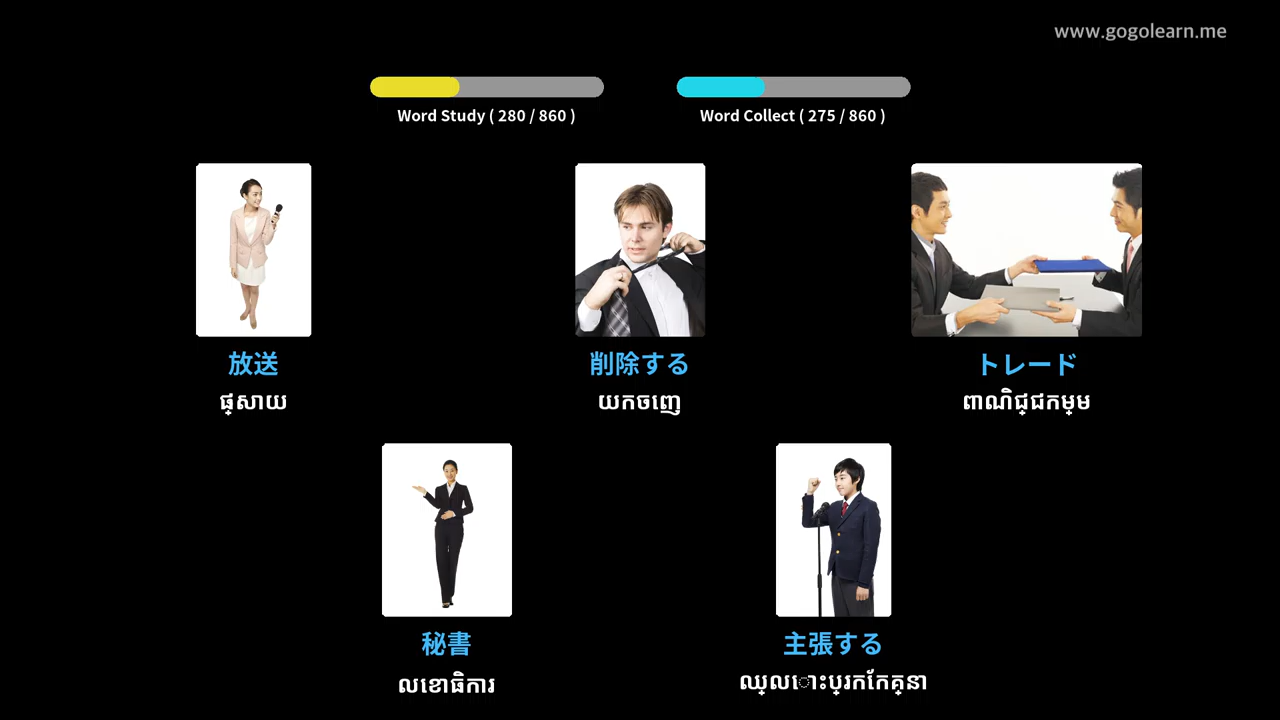 www.gogolearn.me
Word Study ( 280 / 860 )
Word Collect ( 275 / 860 )
放送
ផ្សាយ
削除する
យកចញេ
トレード
ពាណិជ្ជកម្ម
秘書
លខោធិការ
主張する
ឈ្លោះប្រកកែគ្នា